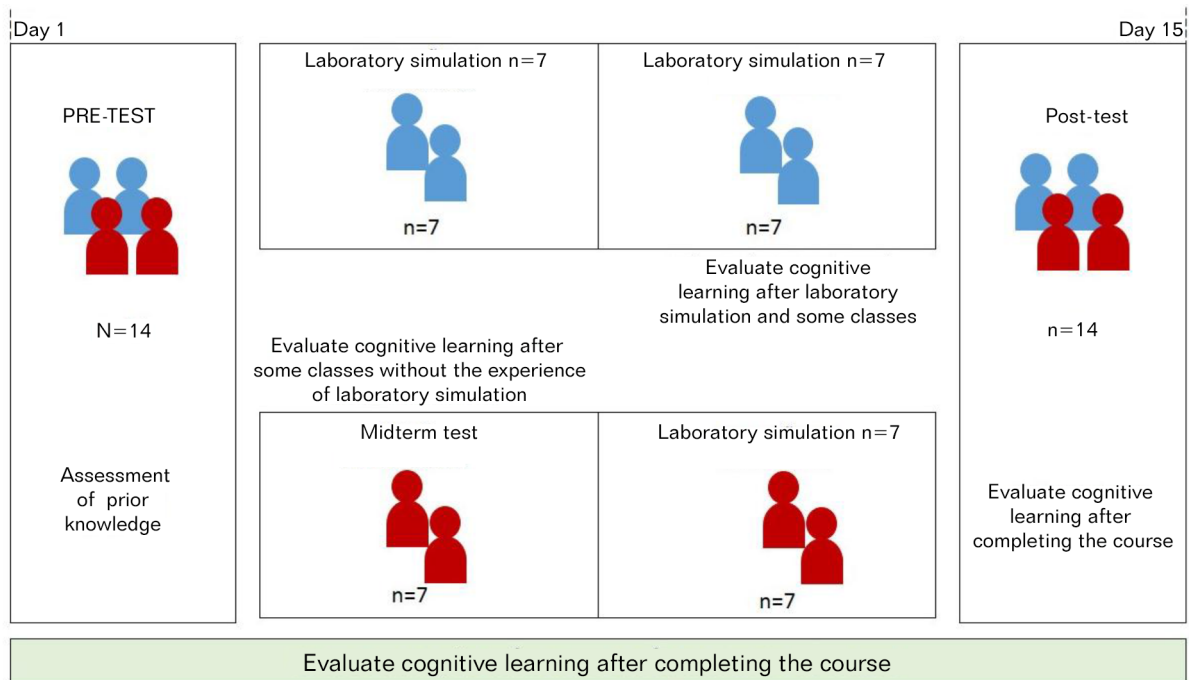 Day 1
Day 15
PRE-TEST
N=14
Assessment
of prior
knowledge
Laboratory simulation n=7
n=7
Laboratory simulation n=7
n=7
Evaluate cognitive
learning after laboratory
simulation and some classes
Evaluate cognitive learning after
some classes without the experience
of laboratory simulation
Midterm test
n=7
Laboratory simulation n=7
n=7
Post-test
n=14
Evaluate cognitive
learning after
completing the course
Evaluate cognitive learning after completing the course